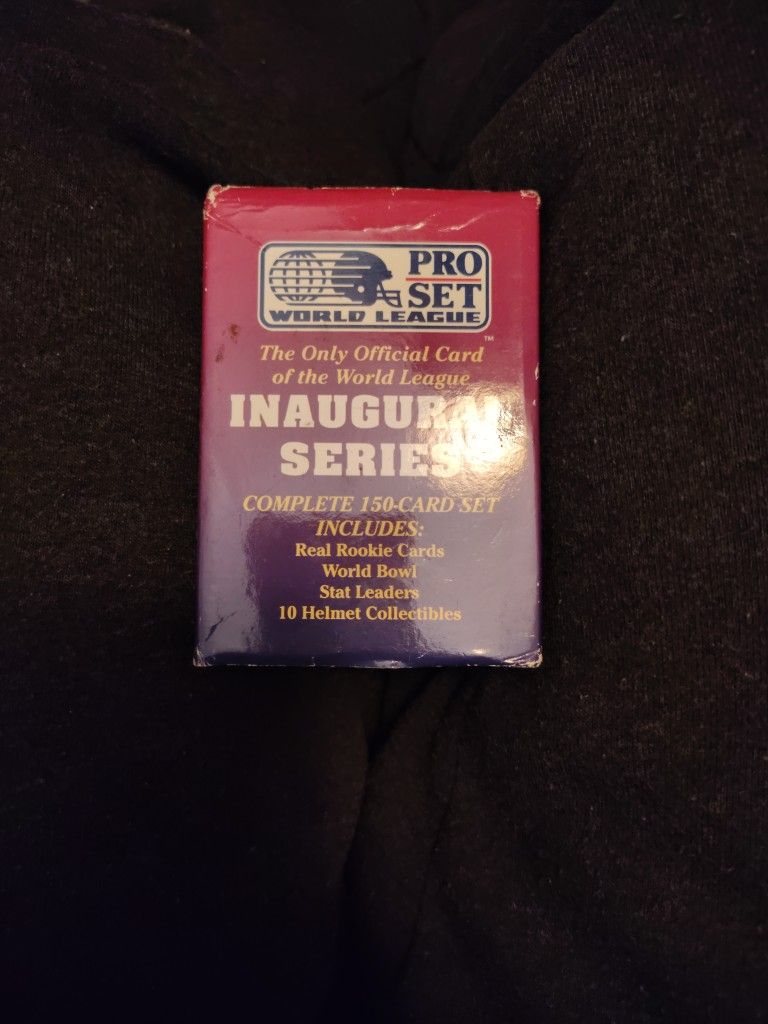 PRO
SET
WORLD LEAGUE
TM
The Only Official Card
of the World League
INAUGURAL
SERIES
COMPLETE 150-CARD SET
INCLUDES:
Real Rookie Cards
World Bowl
Stat Leaders
10 Helmet Collectibles